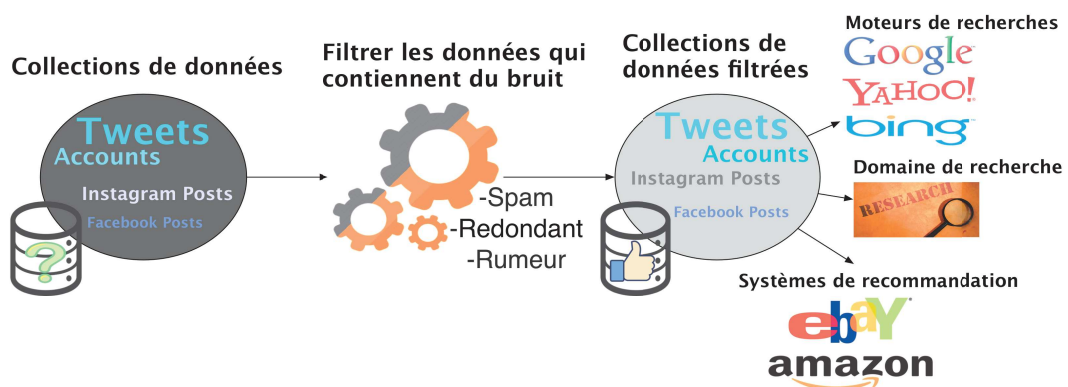 Collections de données
Tweets
Accounts
Instagram Posts
Facebook Posts
?
Filtrer les données qui
contiennent du bruit
-Spam
-Redondant
-Rumeur
Collections de
données filtrées
Tweets
Accounts
Instagram Posts
Facebook Posts
Moteurs de recherches
Google
YAHOO!
bing™
Domaine de recherche
RESEARCH
Systèmes de recommandation
ebay
amazon